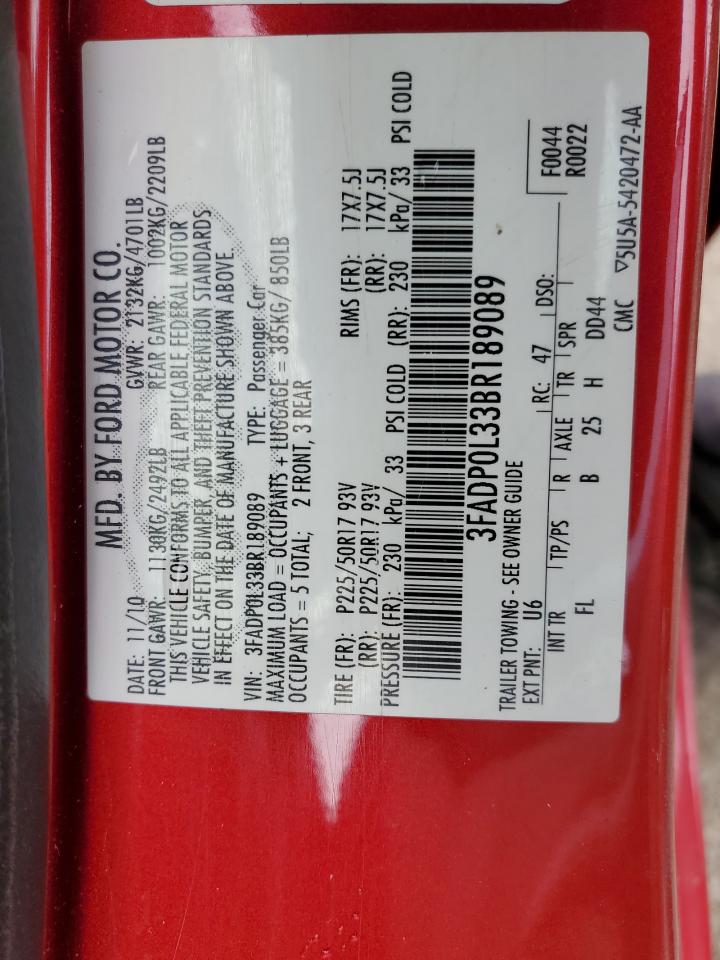 MFD. BY FORD MOTOR CO.
DATE: 11/10 GVWR: 2132KG/4701LB
FRONT GAWR: 1130KG/2492LB REAR GAWR: 1002KG/2209LB
THIS VEHICLE CONFORMS TO ALL APPLICABLE FEDERAL MOTOR
VEHICLE SAFETY, BUMPER, AND THEFT PREVENTION STANDARDS
IN EFFECT ON THE DATE OF MANUFACTURE SHOWN ABOVE.
VIN: 3FADP0L33BR189089 TYPE: Passenger Car
MAXIMUM LOAD = OCCUPANTS + LUGGAGE = 385KG/ 850LB
OCCUPANTS = 5 TOTAL; 2 FRONT, 3 REAR
TIRE (FR): P225/50R17 93V RIMS (FR): 17X7.5J
(RR): P225/50R17 93V (RR): 17X7.5J
PRESSURE (FR): 230 kPa/ 33 PSI COLD (RR): 230 kPa/ 33 PSI COLD
3FADP0L33BR189089
TRAILER TOWING - SEE OWNER GUIDE
EXT PNT: U6 RC: 47 DSO: F0044
R0022
INT TR TP/PS R AXLE TR SPR
FL B 25 H DD44
CMC ▽5U5A-5420472-AA